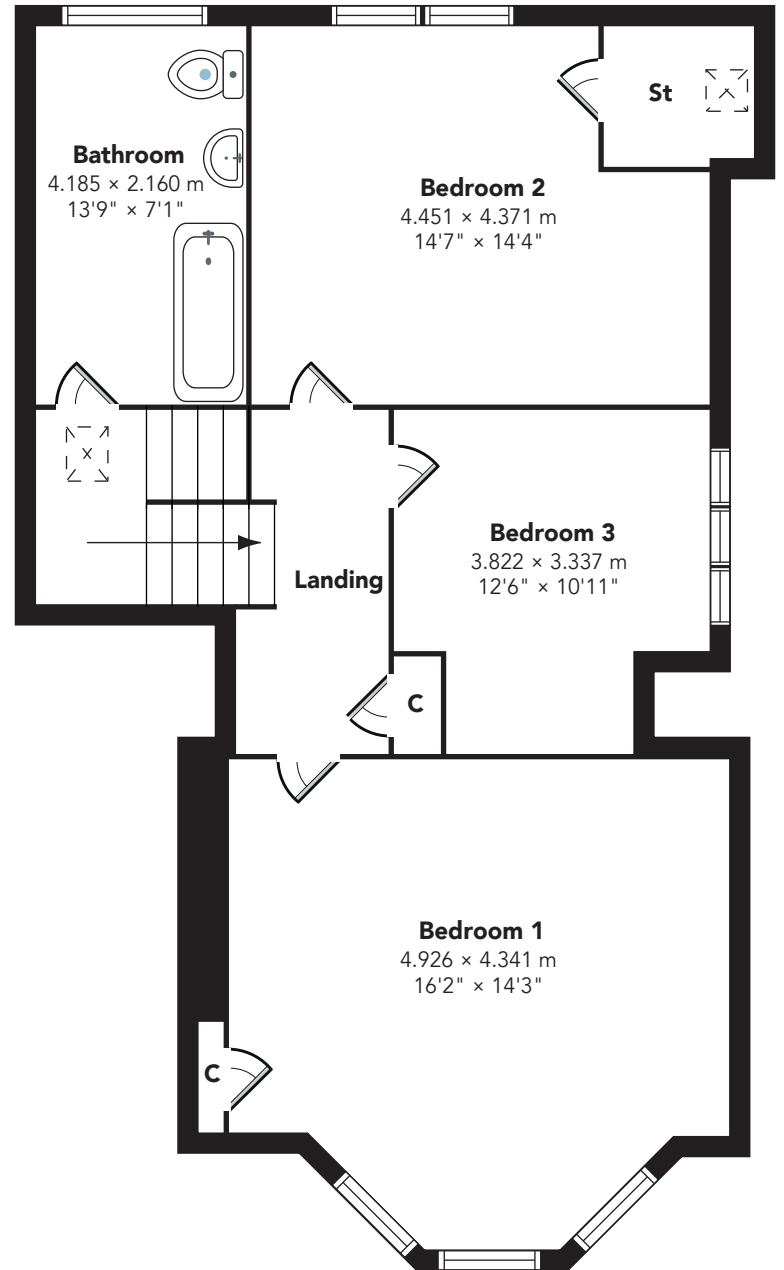 St
Bathroom
4.185 × 2.160 m
13'9" × 7'1"
Bedroom 2
4.451 × 4.371 m
14'7" × 14'4"
Bedroom 3
3.822 × 3.337 m
12'6" × 10'11"
Landing
C
Bedroom 1
4.926 × 4.341 m
16'2" × 14'3"
C